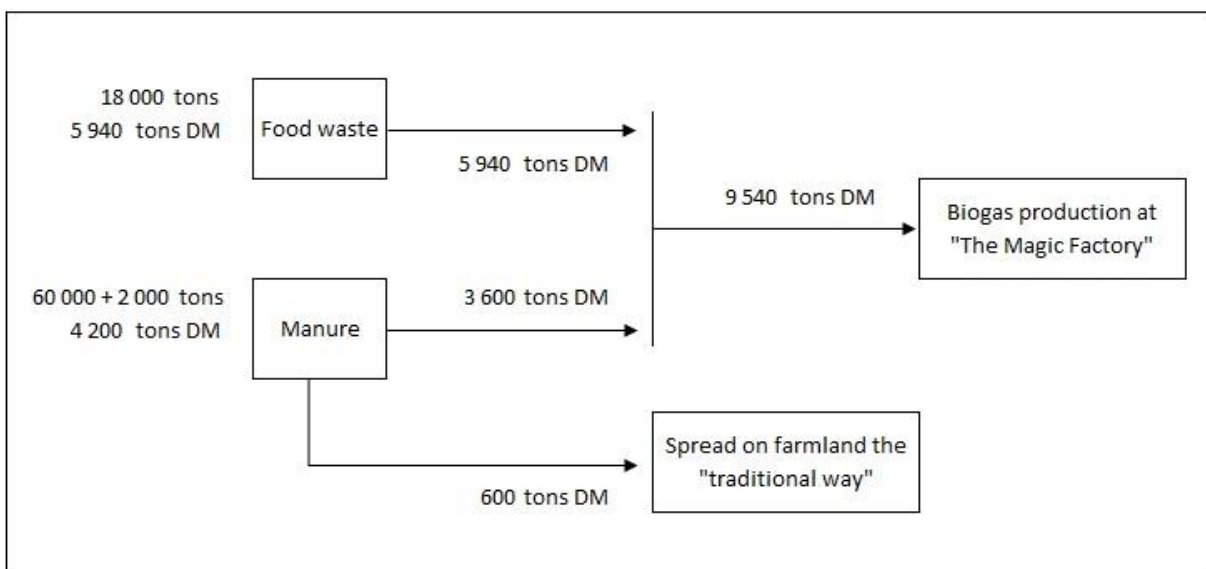 18 000 tons
5 940 tons DM
Food waste
5 940 tons DM
9 540 tons DM
Biogas production at
"The Magic Factory"
60 000 + 2 000 tons
4 200 tons DM
Manure
3 600 tons DM
Spread on farmland the
"traditional way"
600 tons DM